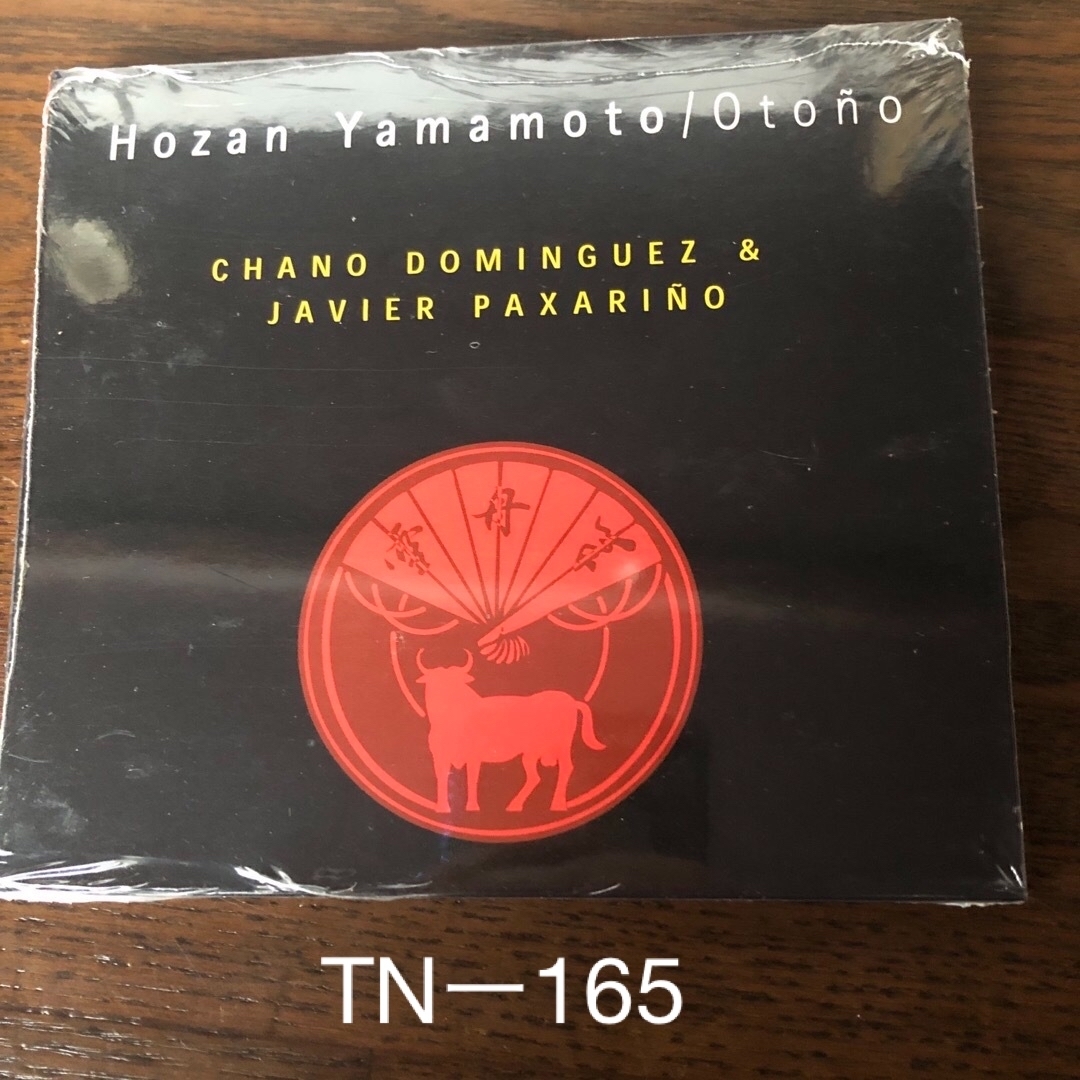 Hozan Yamamoto/Otoño
CHANO DOMINGUEZ &
JAVIER PAXARIÑO
TN－165